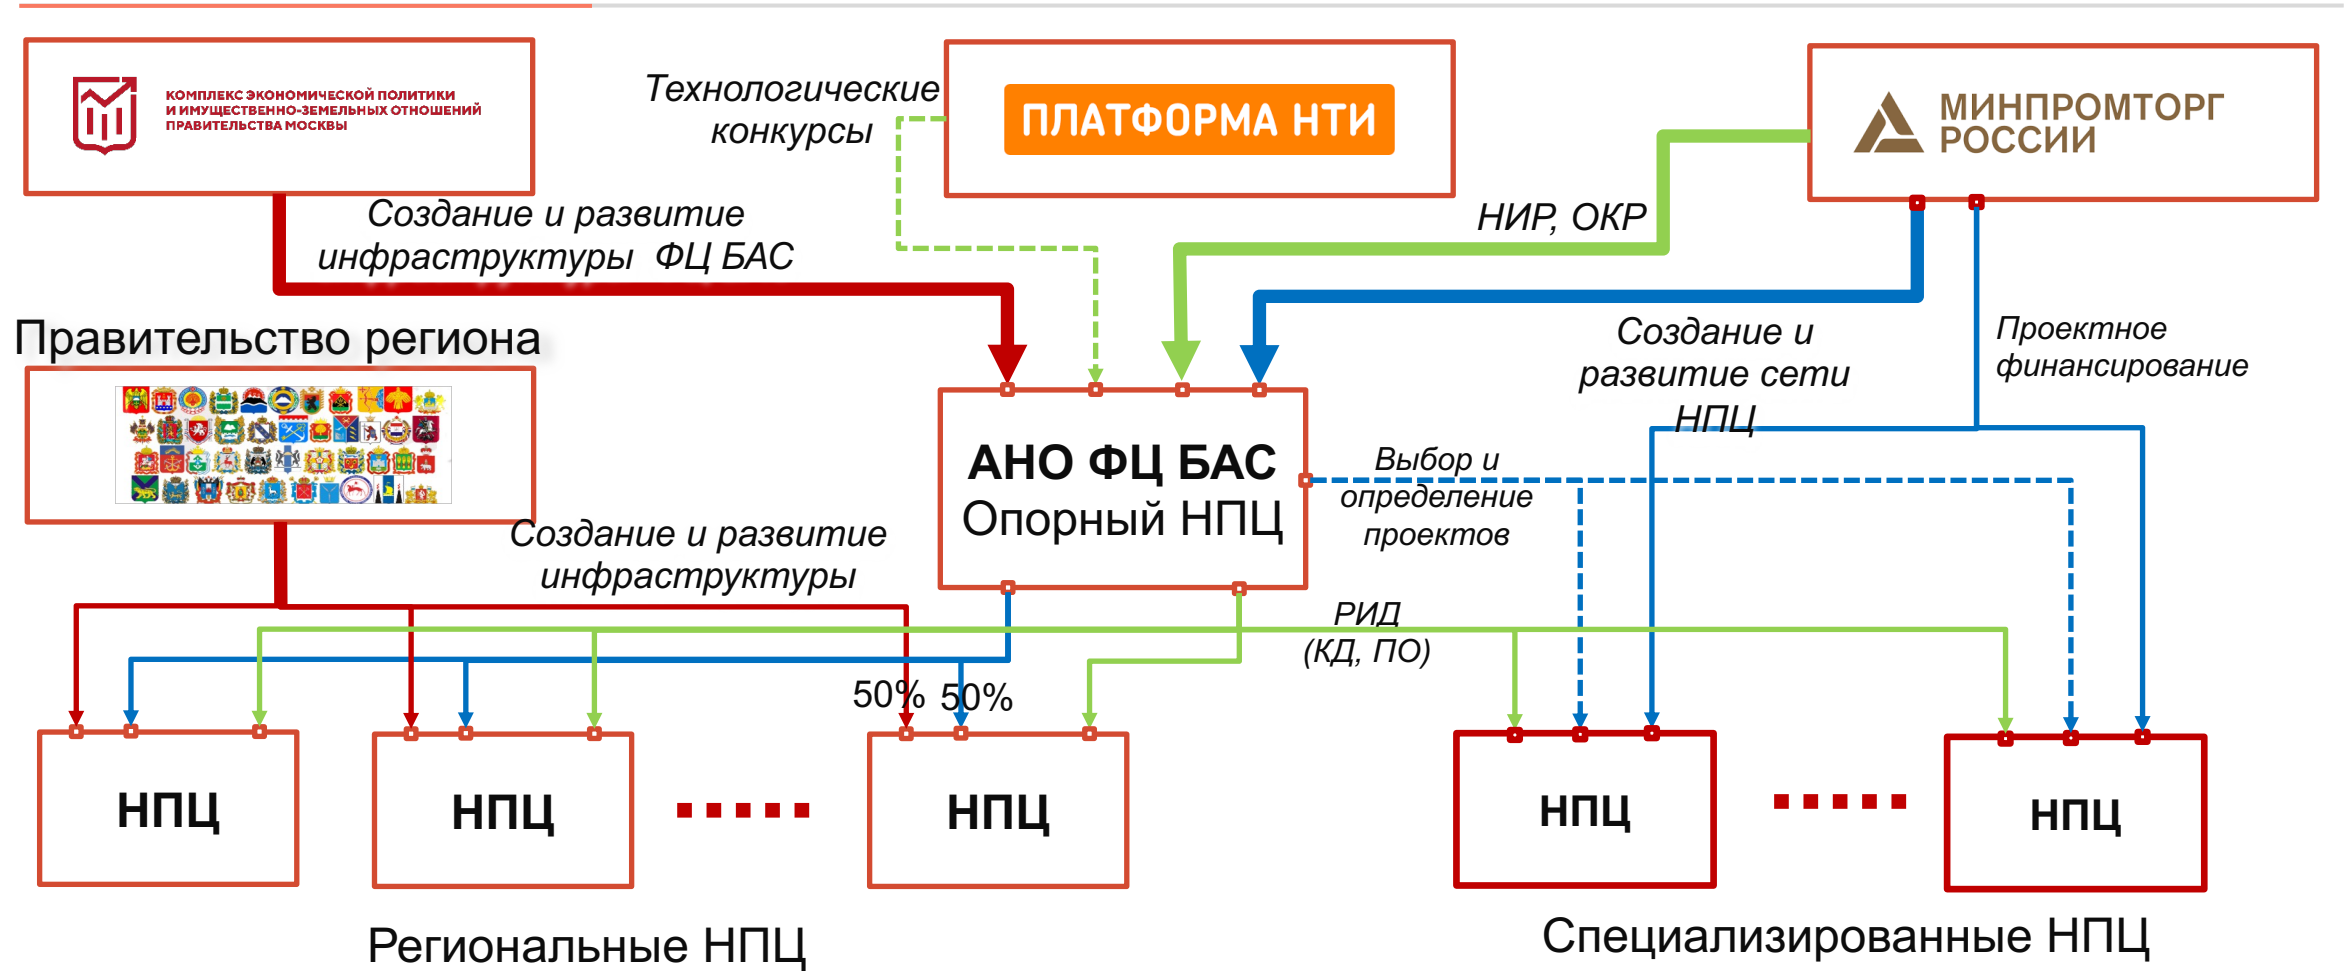 КОМПЛЕКС ЭКОНОМИЧЕСКОЙ ПОЛИТИКИ
И ИМУЩЕСТВЕННО-ЗЕМЕЛЬНЫХ ОТНОШЕНИЙ
ПРАВИТЕЛЬСТВА МОСКВЫ
Технологические
конкурсы
ПЛАТФОРМА НТИ
МИНПРОМТОРГ
РОССИИ
Создание и развитие
инфраструктуры ФЦ БАС
НИР, ОКР
Правительство региона
Создание и
развитие сети
НПЦ
Проектное
финансирование
АНО ФЦ БАС
Опорный НПЦ
Выбор и
определение
проектов
Создание и развитие
инфраструктуры
РИД
(КД, ПО)
50% 50%
НПЦ
НПЦ
НПЦ
НПЦ
НПЦ
Региональные НПЦ
Специализированные НПЦ